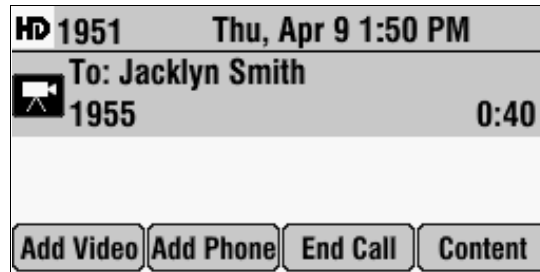 HD 1951 Thu, Apr 9 1:50 PM
To: Jacklyn Smith
1955 0:40
Add Video Add Phone End Call Content